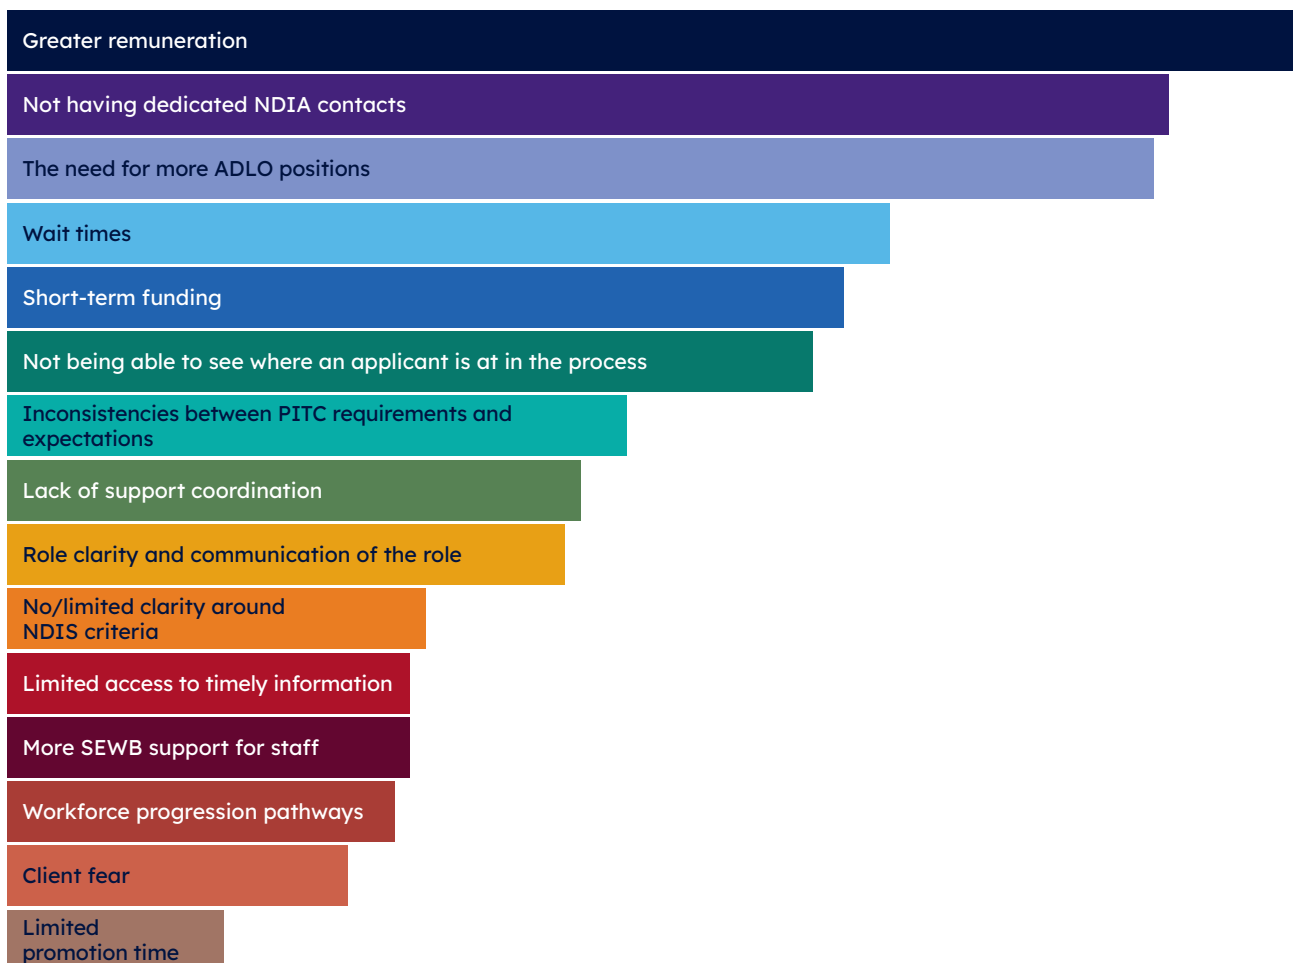 Greater remuneration
Not having dedicated NDIA contacts
The need for more ADLO positions
Wait times
Short-term funding
Not being able to see where an applicant is at in the process
Inconsistencies between PITC requirements and
expectations
Lack of support coordination
Role clarity and communication of the role
No/limited clarity around
NDIS criteria
Limited access to timely information
More SEWB support for staff
Workforce progression pathways
Client fear
Limited
promotion time